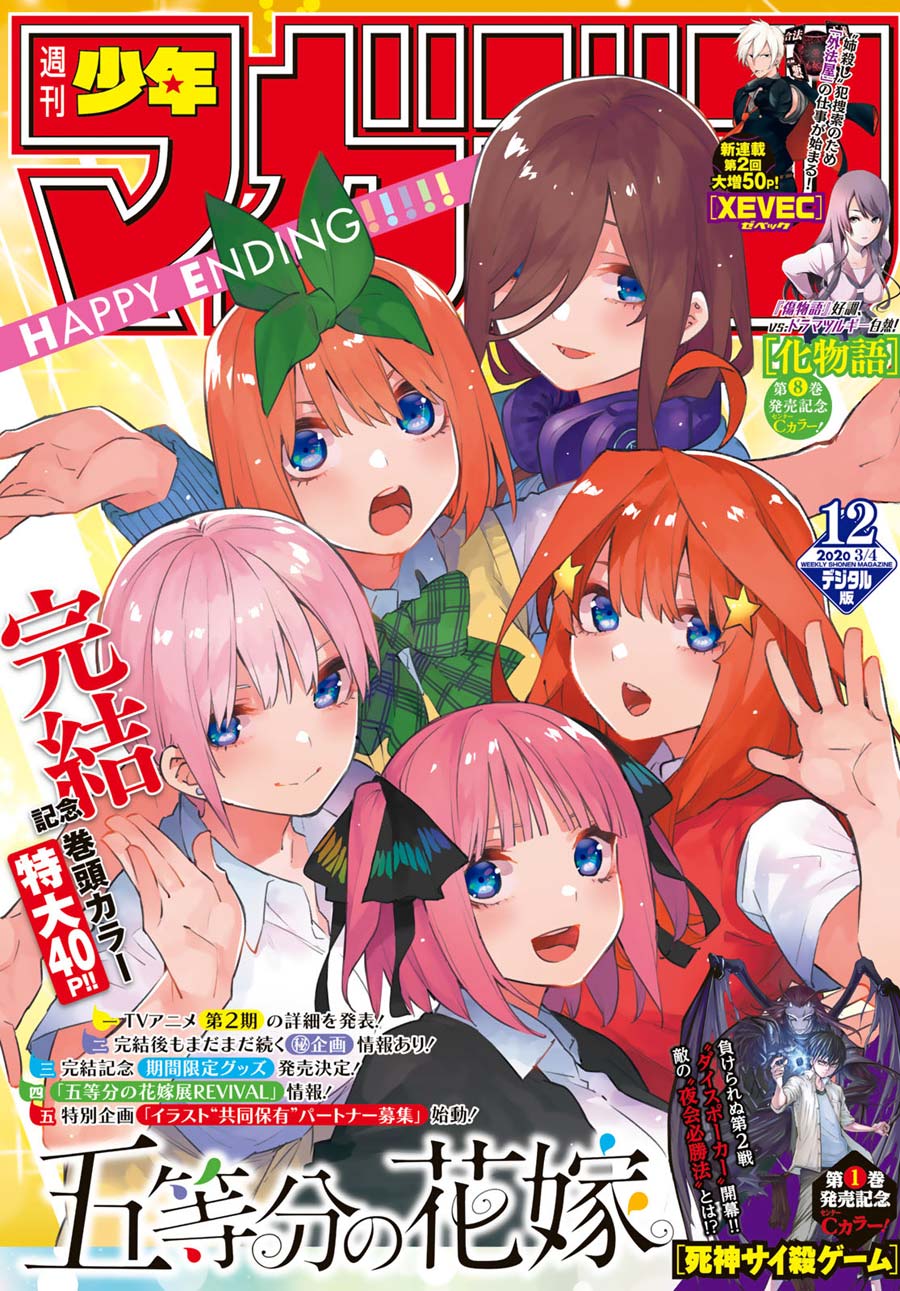 週刊
少年
マガジン
HAPPY ENDING!!!!!
"姉殺し"犯捜索のため
「外法屋」の仕事が始まる!
新連載
第2回
大増50P!
[XEVEC]
ゼベック
『傷物語』好調、
vs.ドラマツルギー白熱!
[化物語]
第8巻
発売記念
センター
Cカラー!
12
2020 3/4
WEEKLY SHONEN MAGAZINE
デジタル
版
完結
記念
巻頭カラー
特大40P!!
一 TVアニメ 第2期 の詳細を発表!
二 完結後もまだまだ続く ㊙企画 情報あり!
三 完結記念 期間限定グッズ 発売決定!
四 「五等分の花嫁展REVIVAL」情報!
五 特別企画「イラスト"共同保有"パートナー募集」始動!
五等分の花嫁
負けられぬ第2戦
"ダイスポーカー"開幕!!
敵の"夜会必勝法"とは!?
第1巻
発売記念
センター
Cカラー!
[死神サイ殺ゲーム]